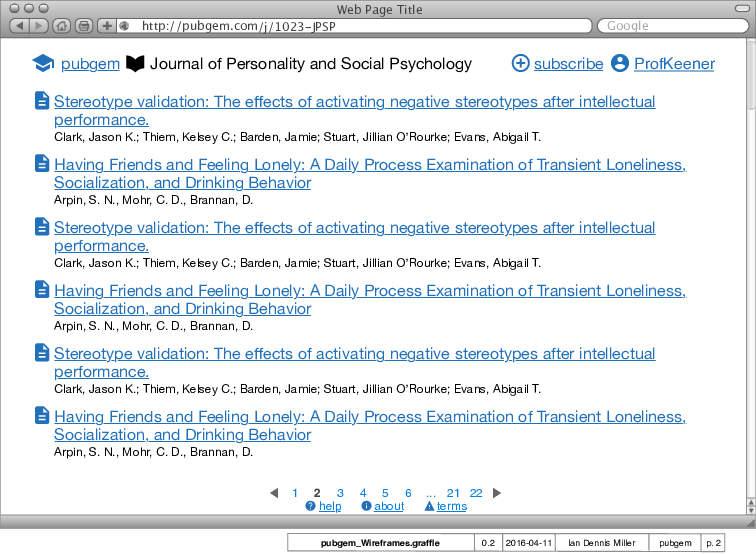 Web Page Title
http://pubgem.com/j/1023-JPSP
Google
pubgem Journal of Personality and Social Psychology subscribe ProfKeener
Stereotype validation: The effects of activating negative stereotypes after intellectual
performance.
Clark, Jason K.; Thiem, Kelsey C.; Barden, Jamie; Stuart, Jillian O'Rourke; Evans, Abigail T.
Having Friends and Feeling Lonely: A Daily Process Examination of Transient Loneliness,
Socialization, and Drinking Behavior
Arpin, S. N., Mohr, C. D., Brannan, D.
Stereotype validation: The effects of activating negative stereotypes after intellectual
performance.
Clark, Jason K.; Thiem, Kelsey C.; Barden, Jamie; Stuart, Jillian O'Rourke; Evans, Abigail T.
Having Friends and Feeling Lonely: A Daily Process Examination of Transient Loneliness,
Socialization, and Drinking Behavior
Arpin, S. N., Mohr, C. D., Brannan, D.
Stereotype validation: The effects of activating negative stereotypes after intellectual
performance.
Clark, Jason K.; Thiem, Kelsey C.; Barden, Jamie; Stuart, Jillian O'Rourke; Evans, Abigail T.
Having Friends and Feeling Lonely: A Daily Process Examination of Transient Loneliness,
Socialization, and Drinking Behavior
Arpin, S. N., Mohr, C. D., Brannan, D.
1 2 3 4 5 6 ... 21 22
help about terms
pubgem_Wireframes.graffle 0.2 2016-04-11 Ian Dennis Miller pubgem p. 2